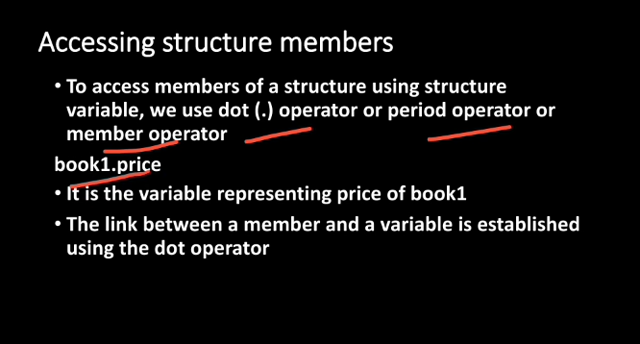 Accessing structure members
• To access members of a structure using structure
variable, we use dot (.) operator or period operator or
member operator
book1.price
• It is the variable representing price of book1
• The link between a member and a variable is established
using the dot operator